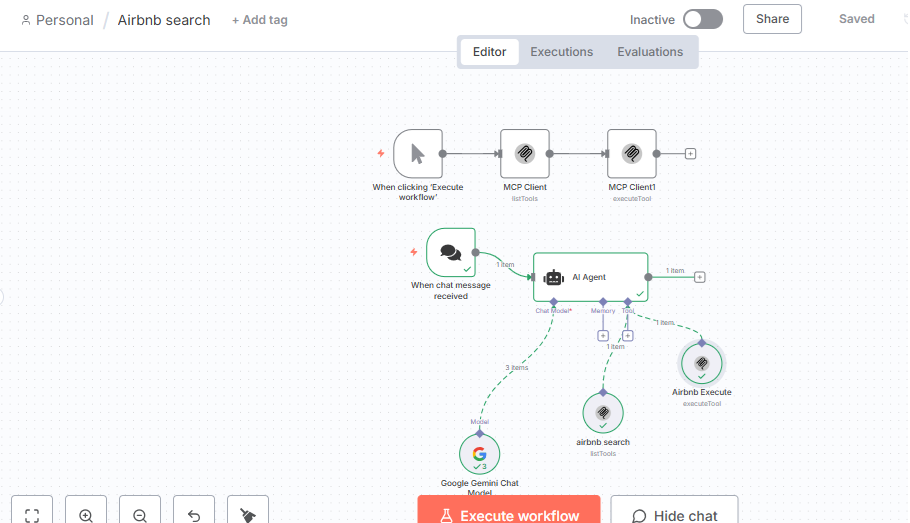 Personal / Airbnb search + Add tag
Inactive
Share
Saved
Editor Executions Evaluations
When clicking 'Execute
workflow'
MCP Client
listTools
MCP Client1
executeTool
When chat message
received
1 item
AI Agent
1 item
Chat Model*
Memory
Tool
1 item
1 item
3 items
Airbnb Execute
executeTool
airbnb search
listTools
Model
3
Google Gemini Chat
Model
Execute workflow
Hide chat